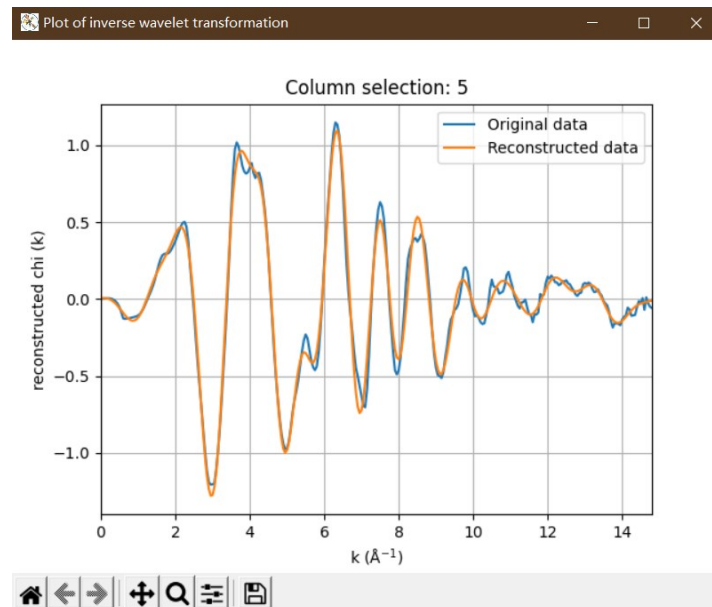 Plot of inverse wavelet transformation
Column selection: 5
Original data
Reconstructed data
1.0
0.5
0.0
−0.5
−1.0
reconstructed chi (k)
0 2 4 6 8 10 12 14
k (Å⁻¹)